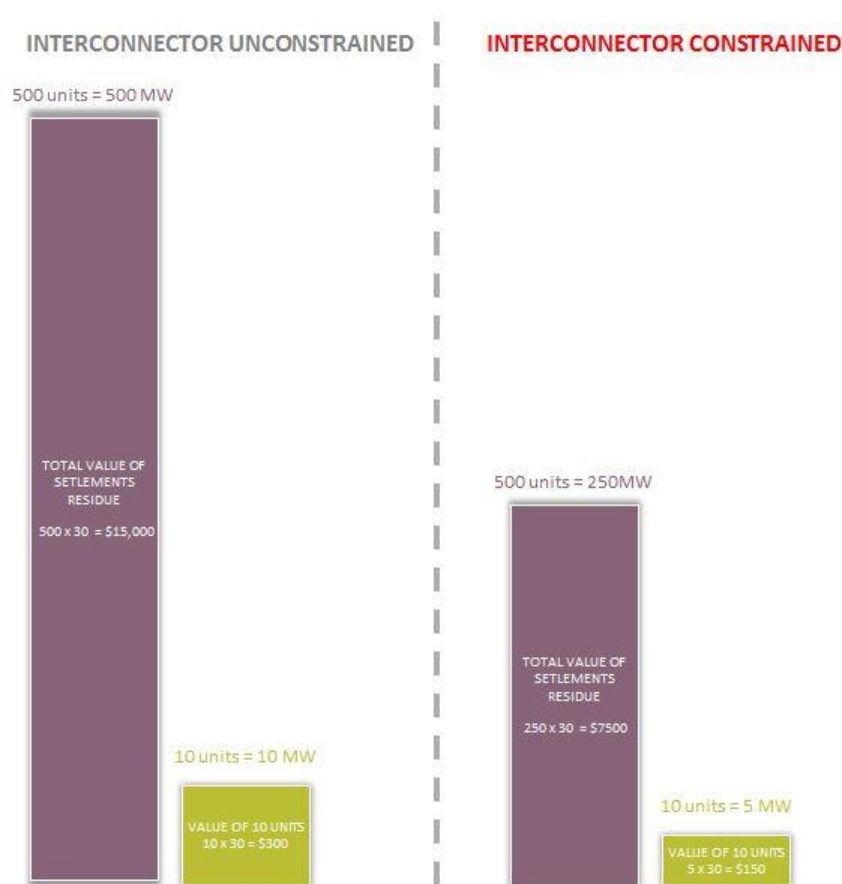 INTERCONNECTOR UNCONSTRAINED
500 units = 500 MW
TOTAL VALUE OF
SETLEMENTS
RESIDUE
500 x 30 = $15,000
10 units = 10 MW
VALUE OF 10 UNITS
10 x 30 = $300
INTERCONNECTOR CONSTRAINED
500 units = 250MW
TOTAL VALUE OF
SETLEMENTS
RESIDUE
250 x 30 = $7500
10 units = 5 MW
VALUE OF 10 UNITS
5 x 30 = $150